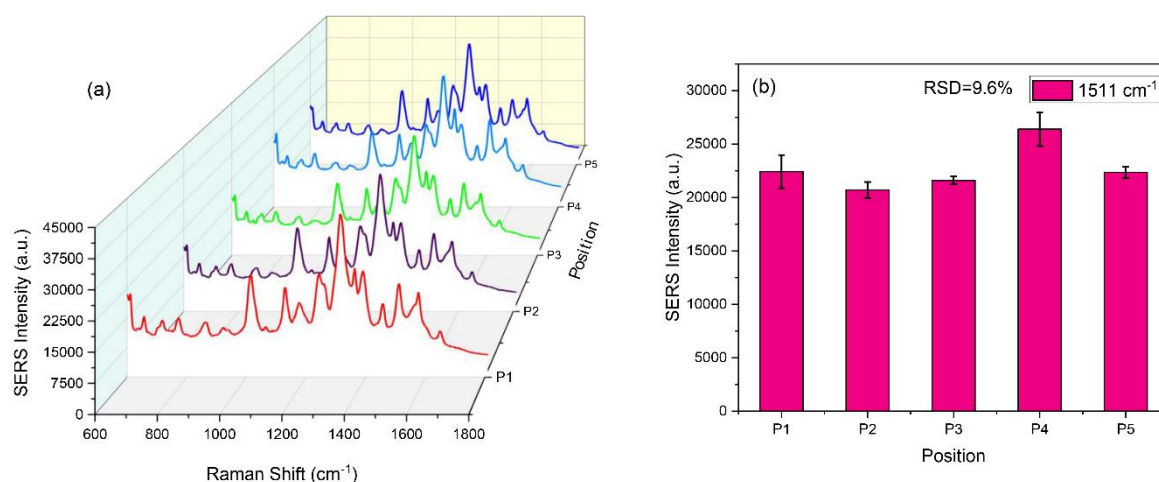 (a)
SERS Intensity (a.u.)
45000
37500
30000
22500
15000
7500
0
600
800
1000
1200
1400
1600
1800
Raman Shift (cm⁻¹)
P1
P2
P3
P4
P5
Position
(b)
RSD=9.6%
1511 cm⁻¹
SERS Intensity (a.u.)
30000
25000
20000
15000
10000
5000
0
P1
P2
P3
P4
P5
Position